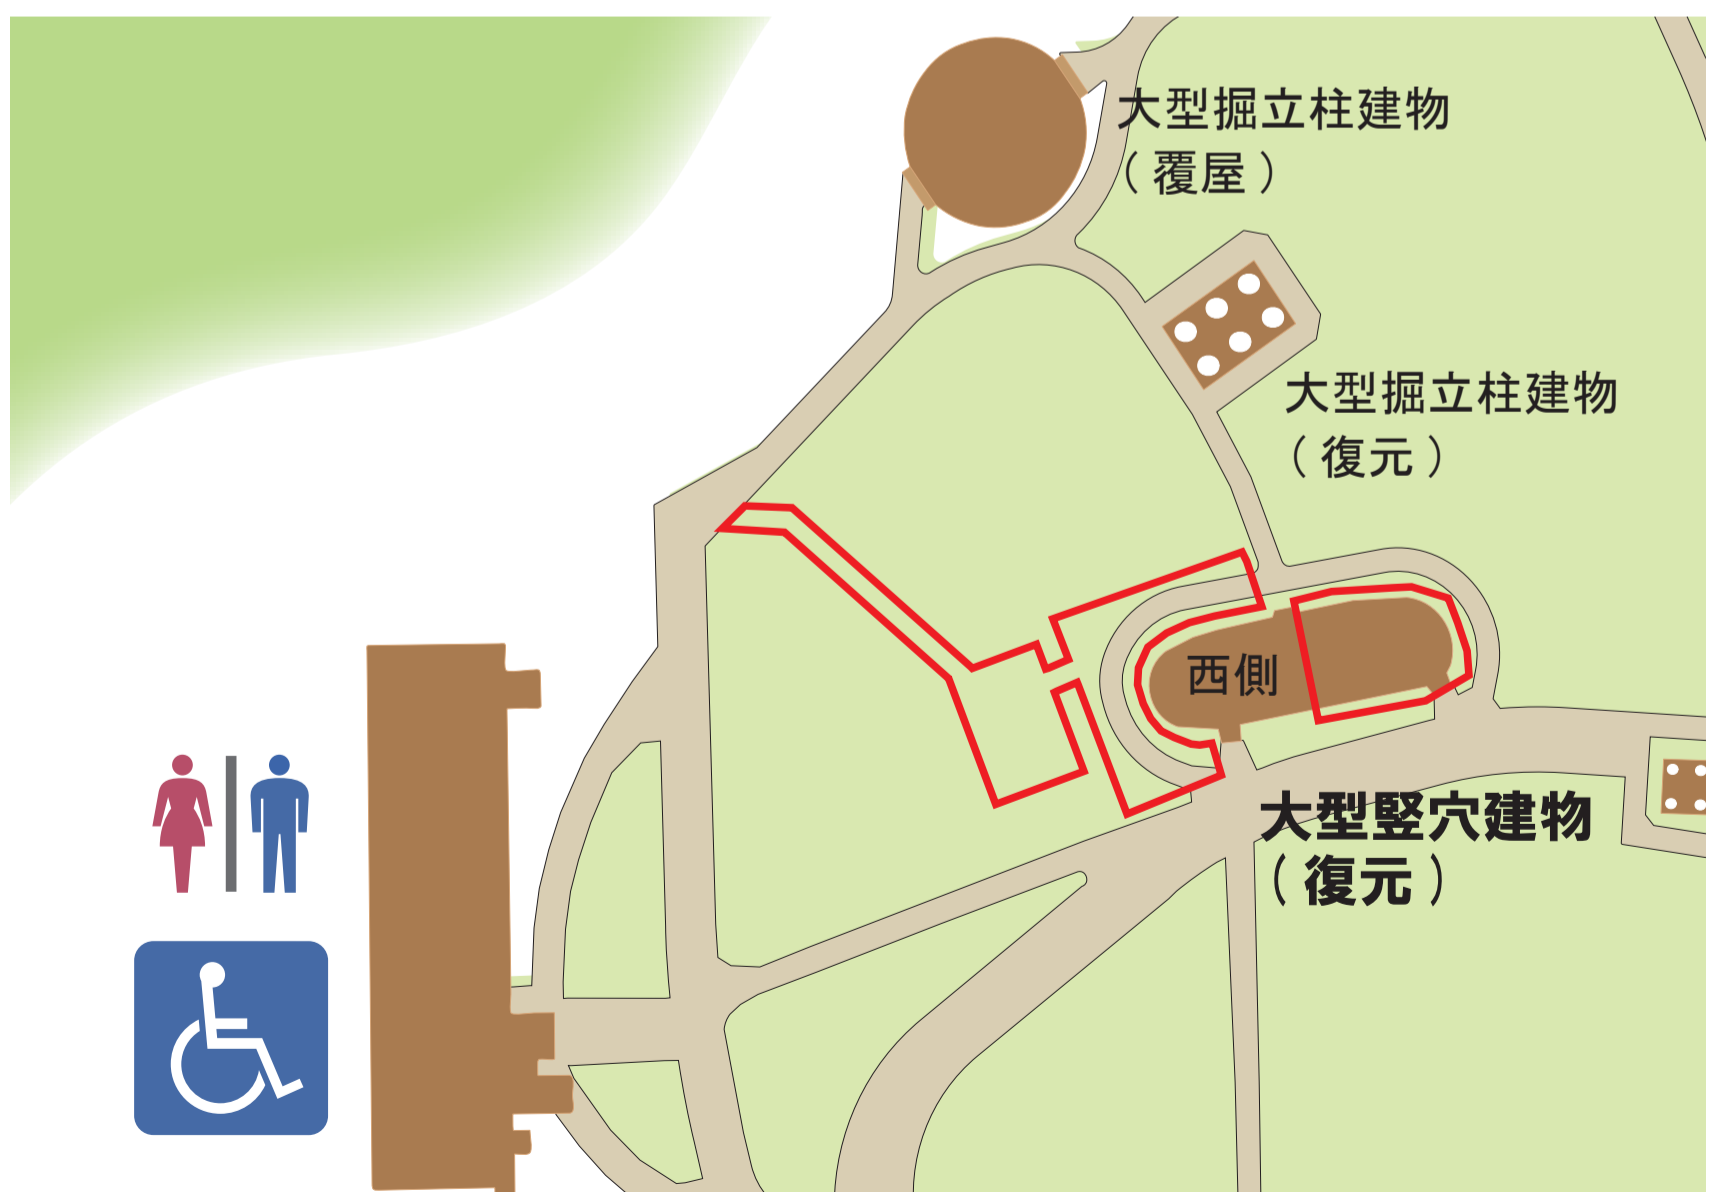 大型掘立柱建物
（覆屋）
大型掘立柱建物
（復元）
西側
大型竪穴建物
（復元）